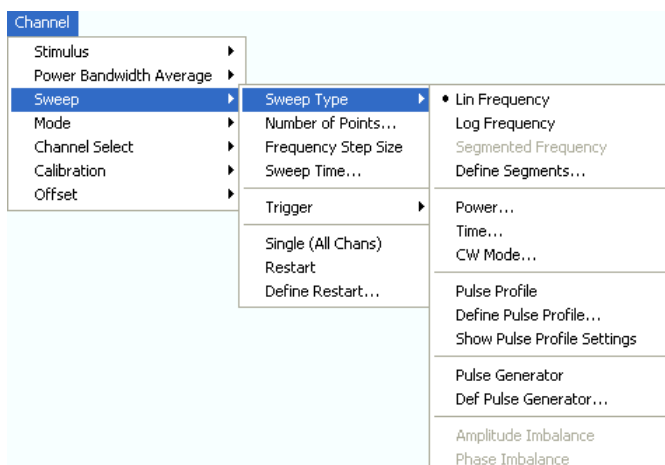 Channel
Stimulus
Power Bandwidth Average
Sweep
Mode
Channel Select
Calibration
Offset
Sweep Type
Number of Points...
Frequency Step Size
Sweep Time...
Trigger
Single (All Chans)
Restart
Define Restart...
Lin Frequency
Log Frequency
Segmented Frequency
Define Segments...
Power...
Time...
CW Mode...
Pulse Profile
Define Pulse Profile...
Show Pulse Profile Settings
Pulse Generator
Def Pulse Generator...
Amplitude Imbalance
Phase Imbalance